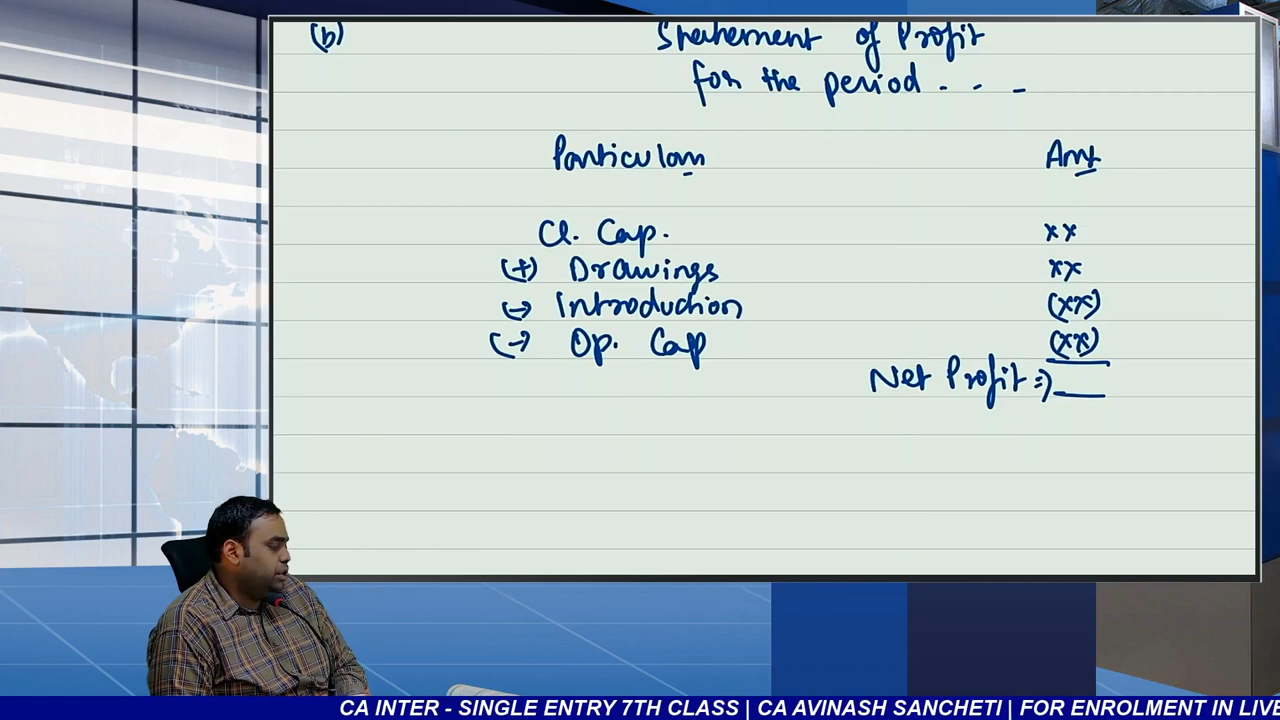 (b) Statement of Profit
for the period . . _
Particulars Amt
Cl. Cap. xx
(+) Drawings xx
(-) Introduction (xx)
(-) Op. Cap (xx)
Net Profit =>
CA INTER - SINGLE ENTRY 7TH CLASS | CA AVINASH SANCHETI | FOR ENROLMENT IN LIVE